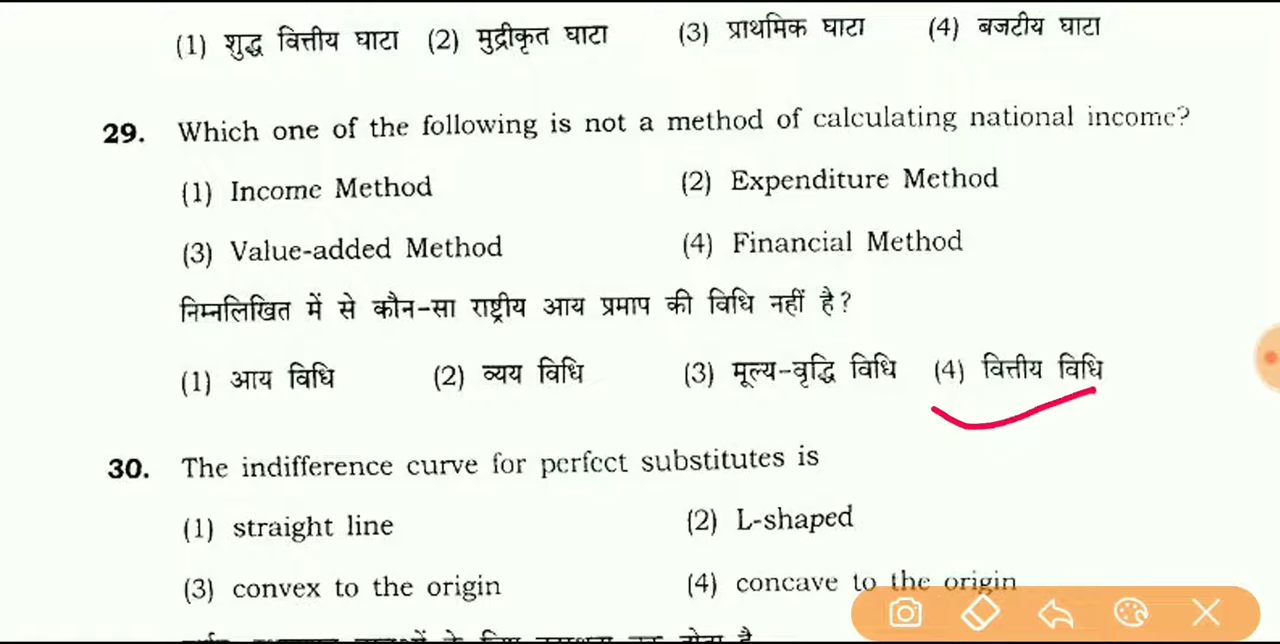 (1) शुद्ध वित्तीय घाटा (2) मुद्रीकृत घाटा (3) प्राथमिक घाटा (4) बजटीय घाटा
29. Which one of the following is not a method of calculating national income?
(1) Income Method (2) Expenditure Method
(3) Value-added Method (4) Financial Method
निम्नलिखित में से कौन-सा राष्ट्रीय आय प्रमाप की विधि नहीं है?
(1) आय विधि (2) व्यय विधि (3) मूल्य-वृद्धि विधि (4) वित्तीय विधि
30. The indifference curve for perfect substitutes is
(1) straight line (2) L-shaped
(3) convex to the origin (4) concave to the origin